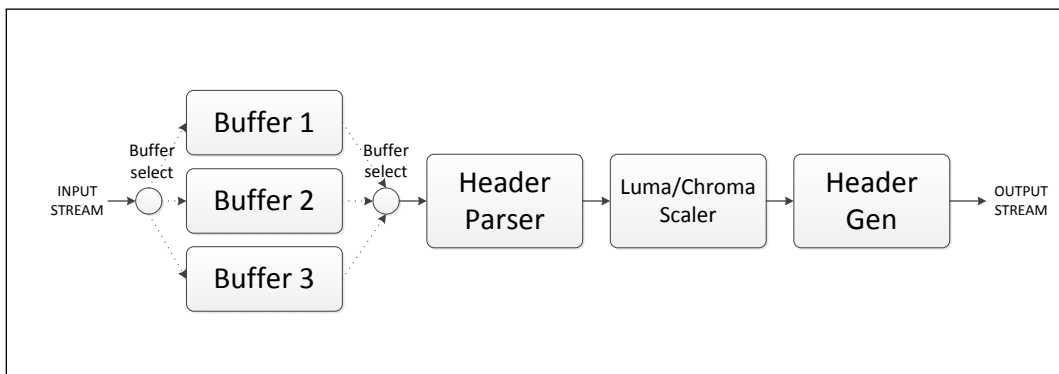 INPUT
STREAM
Buffer
select
Buffer 1
Buffer 2
Buffer 3
Buffer
select
Header
Parser
Luma/Chroma
Scaler
Header
Gen
OUTPUT
STREAM